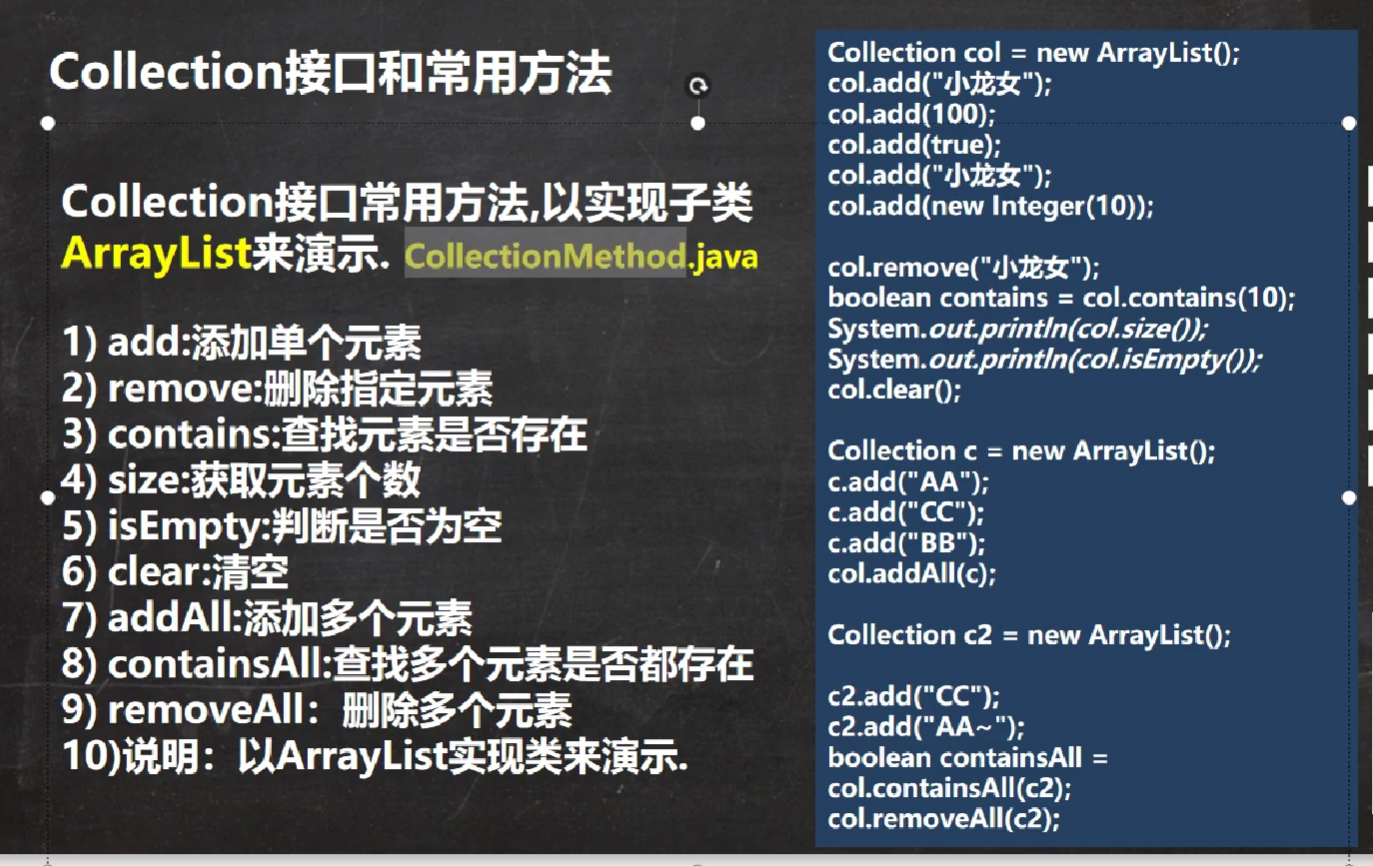 Collection接口和常用方法
Collection接口常用方法,以实现子类
ArrayList来演示. CollectionMethod.java
1) add:添加单个元素
2) remove:删除指定元素
3) contains:查找元素是否存在
4) size:获取元素个数
5) isEmpty:判断是否为空
6) clear:清空
7) addAll:添加多个元素
8) containsAll:查找多个元素是否都存在
9) removeAll：删除多个元素
10)说明：以ArrayList实现类来演示.
Collection col = new ArrayList();
col.add("小龙女");
col.add(100);
col.add(true);
col.add("小龙女");
col.add(new Integer(10));
col.remove("小龙女");
boolean contains = col.contains(10);
System.out.println(col.size());
System.out.println(col.isEmpty());
col.clear();
Collection c = new ArrayList();
c.add("AA");
c.add("CC");
c.add("BB");
col.addAll(c);
Collection c2 = new ArrayList();
c2.add("CC");
c2.add("AA~");
boolean containsAll =
col.containsAll(c2);
col.removeAll(c2);